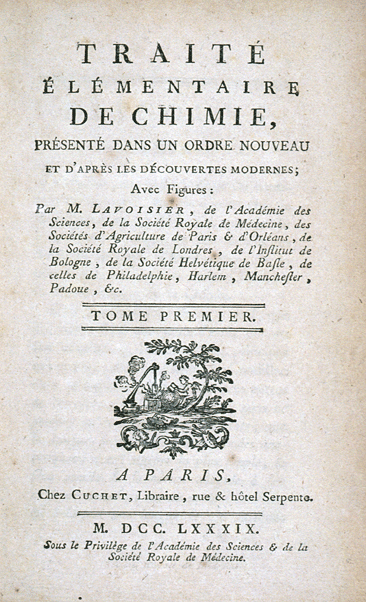 TRAITÉ
ÉLÉMENTAIRE
DE CHIMIE,
PRÉSENTÉ DANS UN ORDRE NOUVEAU
ET D'APRÈS LES DÉCOUVERTES MODERNES;
Avec Figures:
Par M. LAVOISIER, de l'Académie des
Sciences, de la Société Royale de Médecine, des
Sociétés d'Agriculture de Paris & d'Orléans, de
la Société Royale de Londres, de l'Inſtitut de
Bologne, de la Société Helvétique de Baſle, de
celles de Philadelphie, Harlem, Mancheſter,
Padoue, &c.
TOME PREMIER.
A PARIS,
Chez CUCHET, Libraire, rue & hôtel Serpente.
M. DCC. LXXXIX.
Sous le Privilège de l'Académie des Sciences & de la
Société Royale de Médecine.